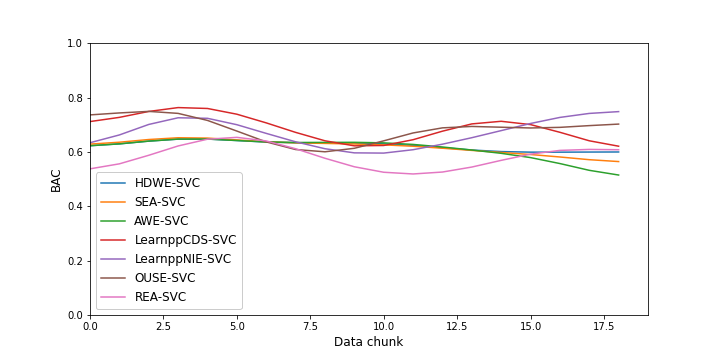 1.0
0.8
0.6
0.4
0.2
0.0
BAC
HDWE-SVC
SEA-SVC
AWE-SVC
LearnppCDS-SVC
LearnppNIE-SVC
OUSE-SVC
REA-SVC
0.0 2.5 5.0 7.5 10.0 12.5 15.0 17.5
Data chunk